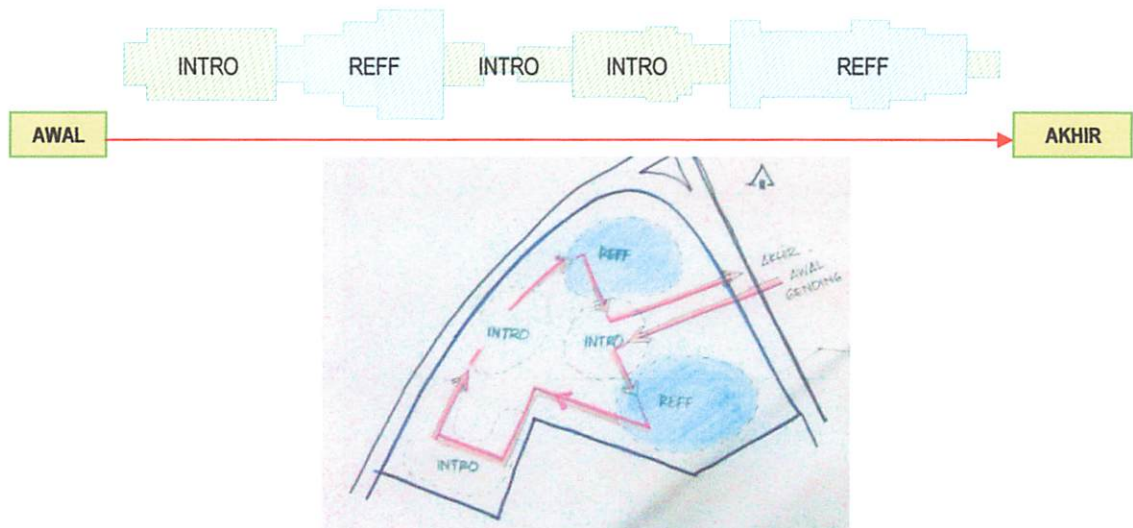 INTRO REFF INTRO INTRO REFF
AWAL AKHIR
REFF
AKHIR
AWAL
GENDING
INTRO
INTRO
REFF
INTRO